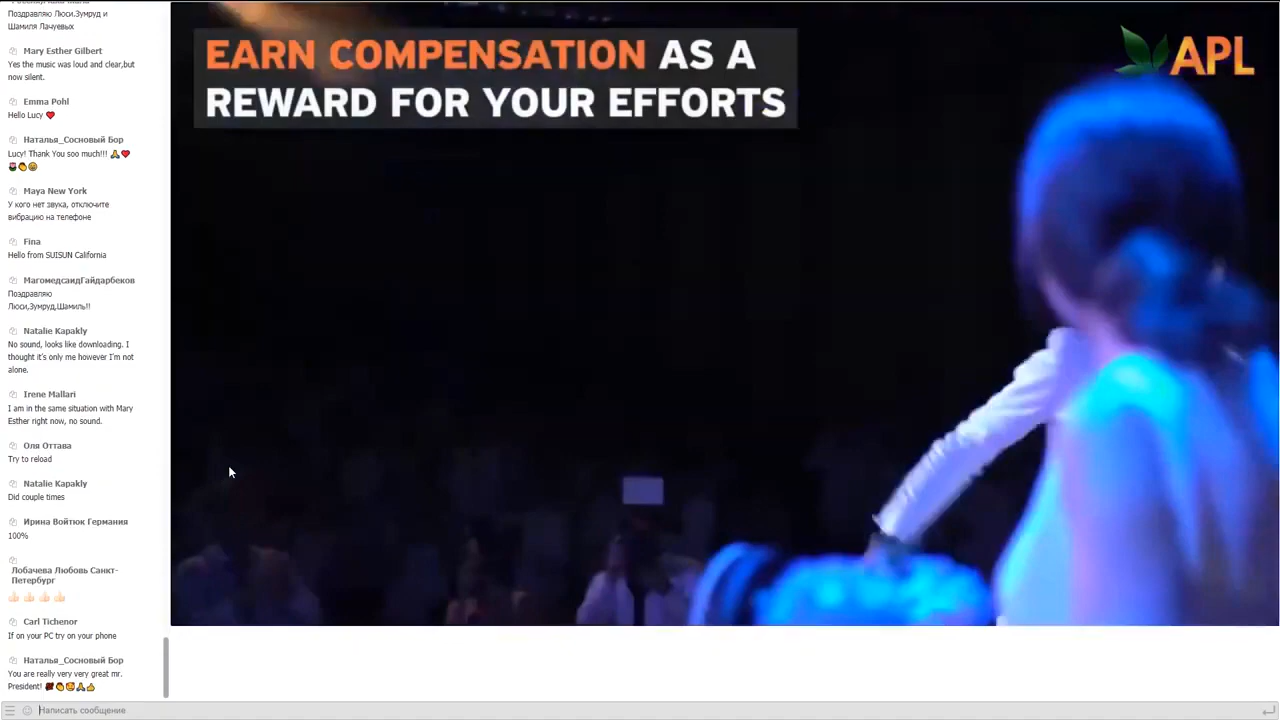 Поздравляю Люси.Зумруд и
Шамиля Лачуевых
Mary Esther Gilbert
Yes the music was loud and clear,but
now silent.
Emma Pohl
Hello Lucy ❤️
Наталья_Сосновый Бор
Lucy! Thank You soo much!!! 🙏❤️
🌷👏😄
Maya New York
У кого нет звука, отключите
вибрацию на телефоне
Fina
Hello from SUISUN California
МагомедсаидГайдарбеков
Поздравляю
Люси,Зумруд,Шамиль!!
Natalie Kapakly
No sound, looks like downloading. I
thought it's only me however I'm not
alone.
Irene Mallari
I am in the same situation with Mary
Esther right now, no sound.
Оля Оттава
Try to reload
Natalie Kapakly
Did couple times
Ирина Войтюк Германия
100%
Лобачева Любовь Санкт-
Петербург
👍👍👍👍
Carl Tichenor
If on your PC try on your phone
Наталья_Сосновый Бор
You are really very very great mr.
President! 🌹👏🥰🙏👍
Написать сообщение
EARN COMPENSATION AS A
REWARD FOR YOUR EFFORTS
APL